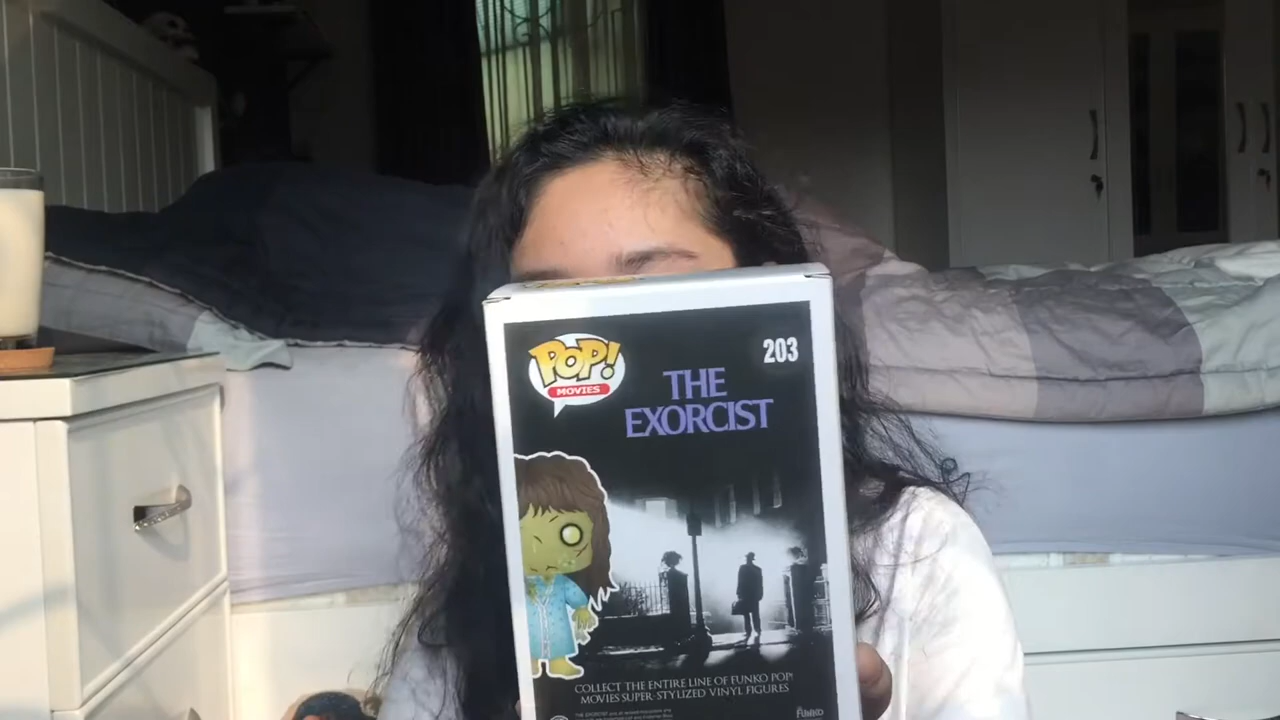 POP!
MOVIES
203
THE
EXORCIST
COLLECT THE ENTIRE LINE OF FUNKO POP!
MOVIES SUPER-STYLIZED VINYL FIGURES
FUNKO